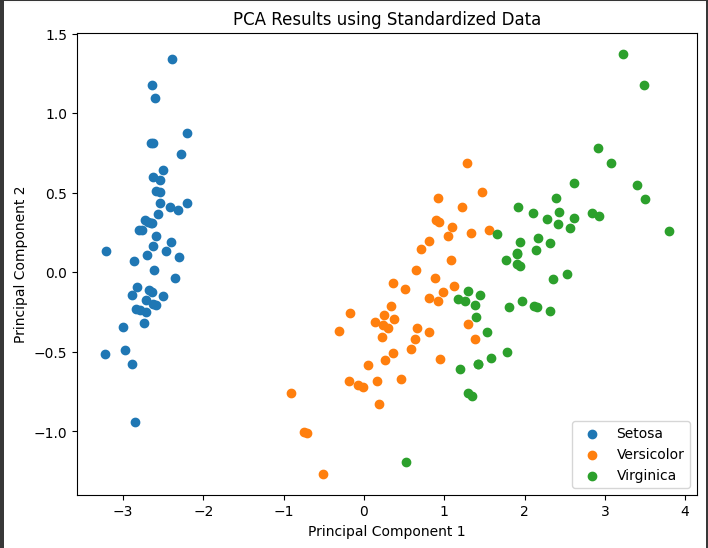 PCA Results using Standardized Data
1.5
1.0
0.5
0.0
−0.5
−1.0
Principal Component 2
Setosa
Versicolor
Virginica
−3
−2
−1
0
1
2
3
4
Principal Component 1